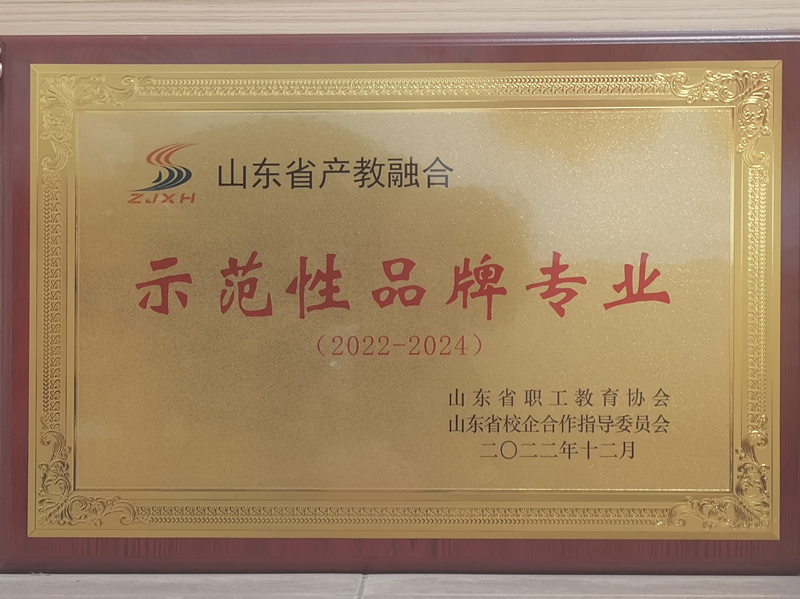 ZJXH
山东省产教融合
示范性品牌专业
(2022-2024)
山东省职工教育协会
山东省校企合作指导委员会
二〇二二年十二月